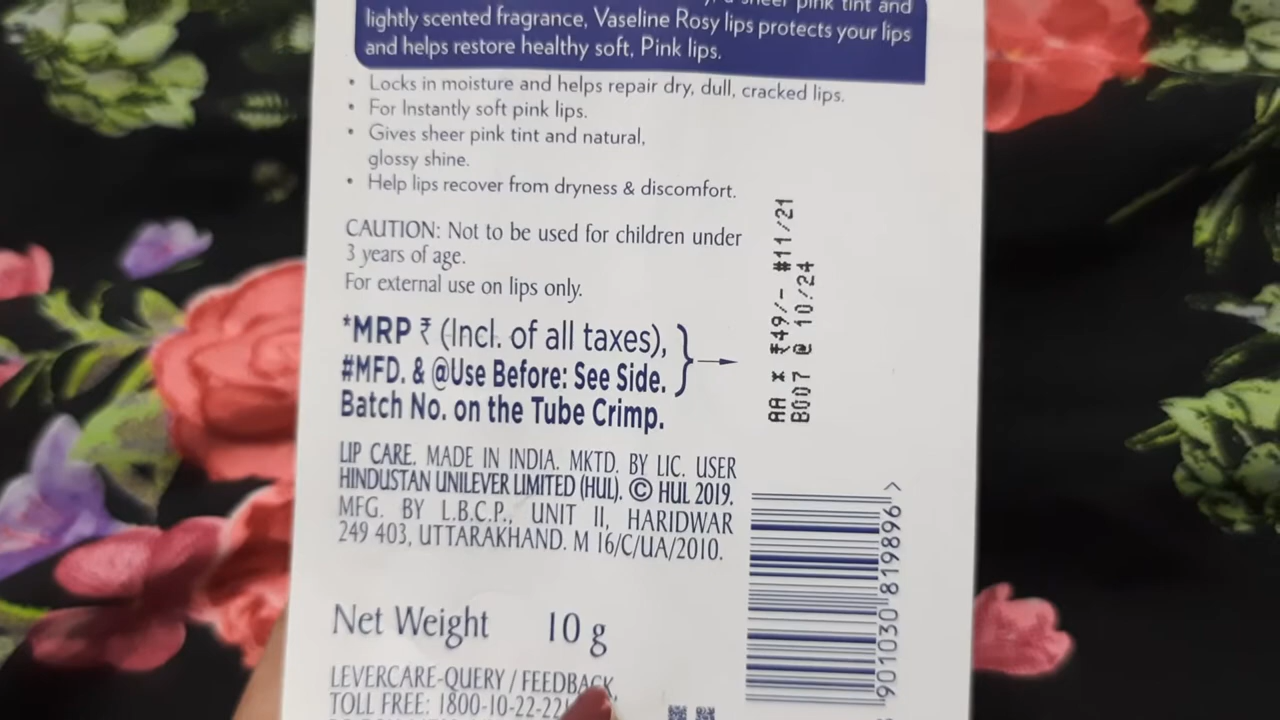 sheer pink tint and
lightly scented fragrance, Vaseline Rosy lips protects your lips
and helps restore healthy soft, Pink lips.
• Locks in moisture and helps repair dry, dull, cracked lips.
• For Instantly soft pink lips.
• Gives sheer pink tint and natural,
glossy shine.
• Help lips recover from dryness & discomfort.
CAUTION: Not to be used for children under
3 years of age.
For external use on lips only.
*MRP ₹ (Incl. of all taxes),
#MFD. & @Use Before: See Side.
Batch No. on the Tube Crimp.
AA * ₹49/- #11/21
B007 @ 10/24
LIP CARE. MADE IN INDIA. MKTD. BY LIC. USER
HINDUSTAN UNILEVER LIMITED (HUL). © HUL 2019.
MFG. BY L.B.C.P., UNIT II, HARIDWAR
249 403, UTTARAKHAND. M 16/C/UA/2010.
901030 819896 >
Net Weight 10 g
LEVERCARE-QUERY / FEEDBACK,
TOLL FREE: 1800-10-22-22